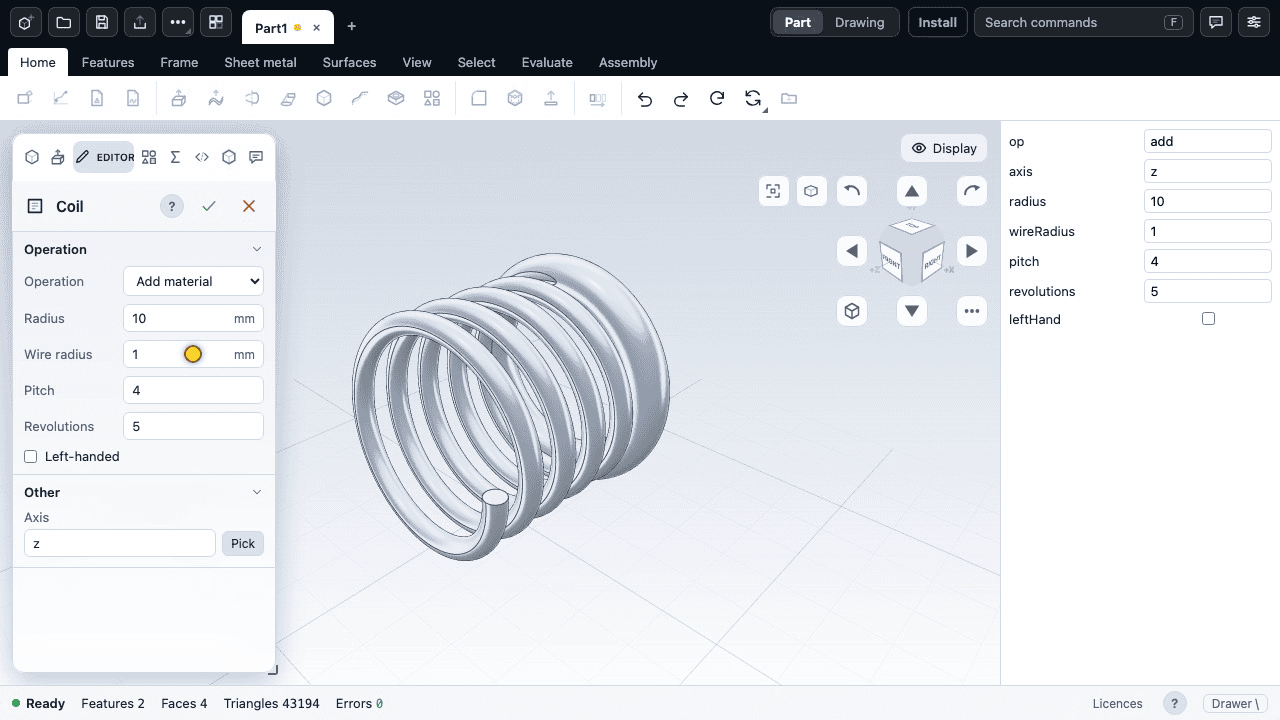 Part1
Part
Drawing
Install
Search commands
F
Home
Features
Frame
Sheet metal
Surfaces
View
Select
Evaluate
Assembly
EDITOR
Coil
?
Operation
Operation
Add material
Radius
10
mm
Wire radius
1
mm
Pitch
4
Revolutions
5
Left-handed
Other
Axis
z
Pick
Display
FRONT
RIGHT
+X
op
add
axis
z
radius
10
wireRadius
1
pitch
4
revolutions
5
leftHand
Ready
Features 2
Faces 4
Triangles 43194
Errors 0
Licences
?
Drawer \